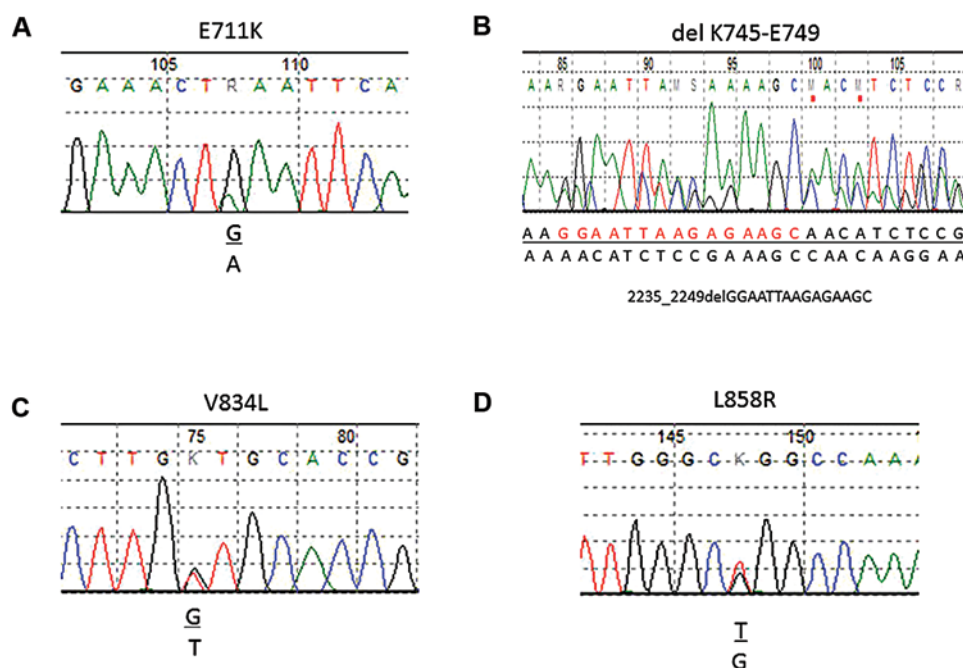 A
E711K
105 110
G A A A C T R A A T T C A
G
A
B
del K745-E749
85 90 95 100 105
A A R G A A T T A M S A A A A G C M A C M T C T C C R
A A G G A A T T A A G A G A A G C A A C A T C T C C G
A A A A C A T C T C C G A A A G C C A A C A A G G A A
2235_2249delGGAATTAAGAGAAGC
C
V834L
75 80
C T T G K T G C A C C G
G
T
D
L858R
145 150
T T G G G C K G G C C A A A
T
G